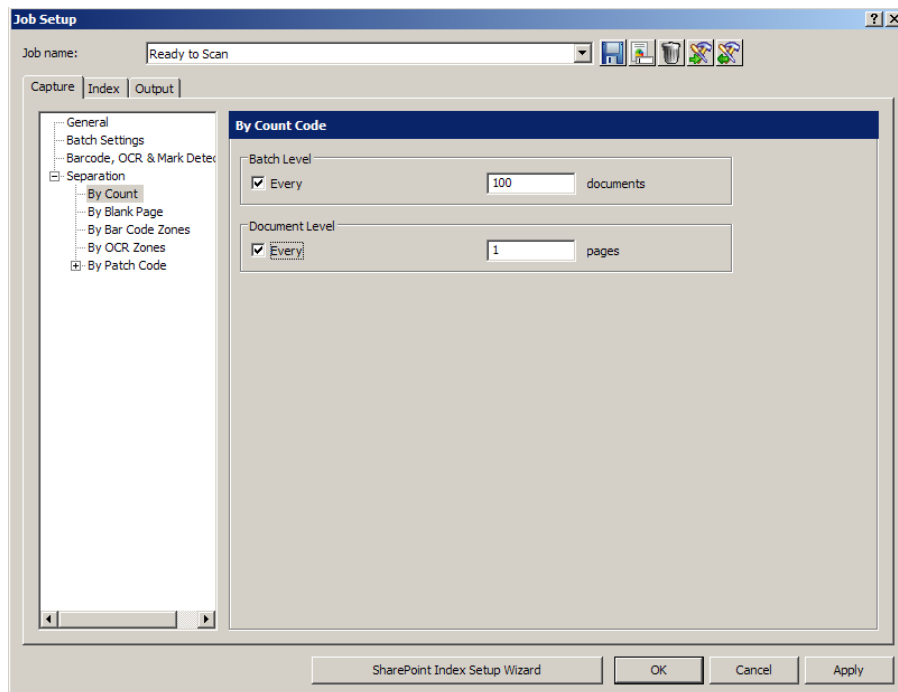 Job Setup
Job name: Ready to Scan
Capture Index Output
General
Batch Settings
Barcode, OCR & Mark Detec
Separation
By Count
By Blank Page
By Bar Code Zones
By OCR Zones
By Patch Code
By Count Code
Batch Level
Every 100 documents
Document Level
Every 1 pages
SharePoint Index Setup Wizard OK Cancel Apply